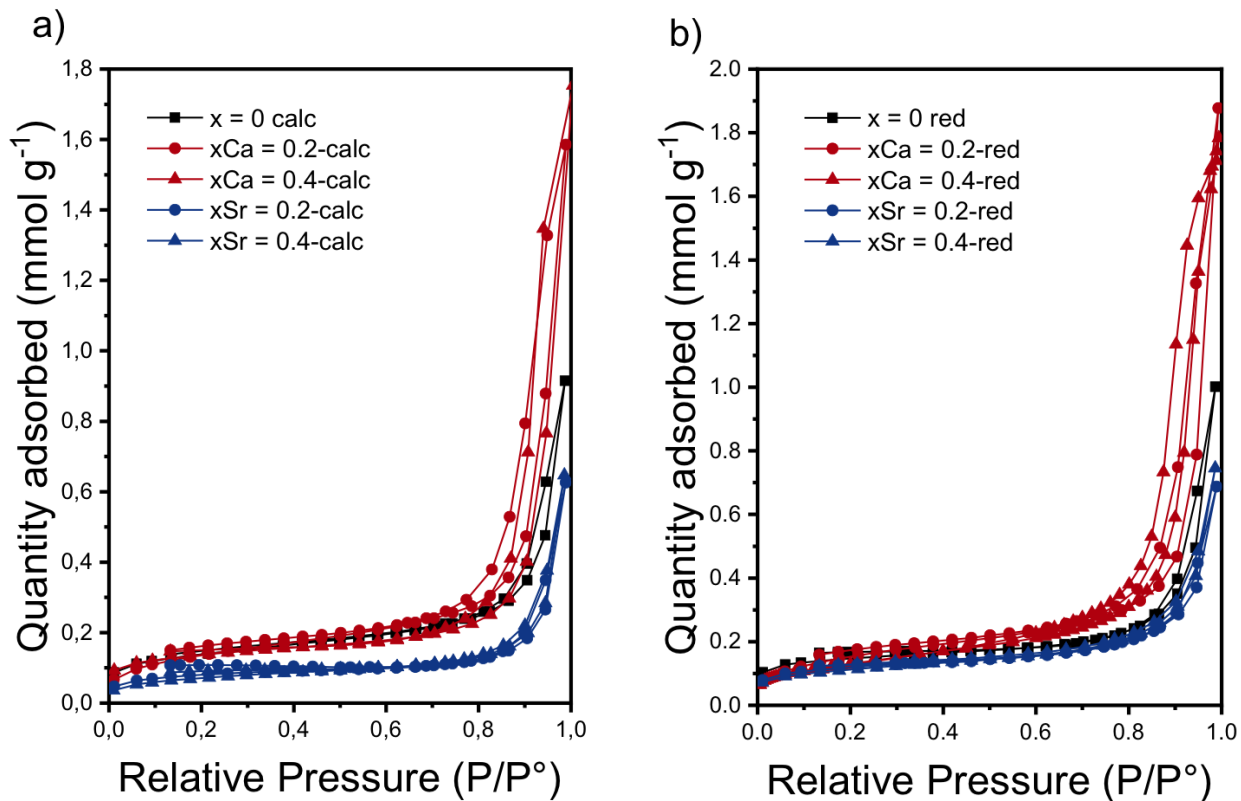 a)
Quantity adsorbed (mmol g⁻¹)
1,8
1,6
1,4
1,2
1,0
0,8
0,6
0,4
0,2
0,0
x = 0 calc
xCa = 0.2-calc
xCa = 0.4-calc
xSr = 0.2-calc
xSr = 0.4-calc
0,0 0,2 0,4 0,6 0,8 1,0
Relative Pressure (P/P°)
b)
Quantity adsorbed (mmol g⁻¹)
2.0
1.8
1.6
1.4
1.2
1.0
0.8
0.6
0.4
0.2
0.0
x = 0 red
xCa = 0.2-red
xCa = 0.4-red
xSr = 0.2-red
xSr = 0.4-red
0.0 0.2 0.4 0.6 0.8 1.0
Relative Pressure (P/P°)